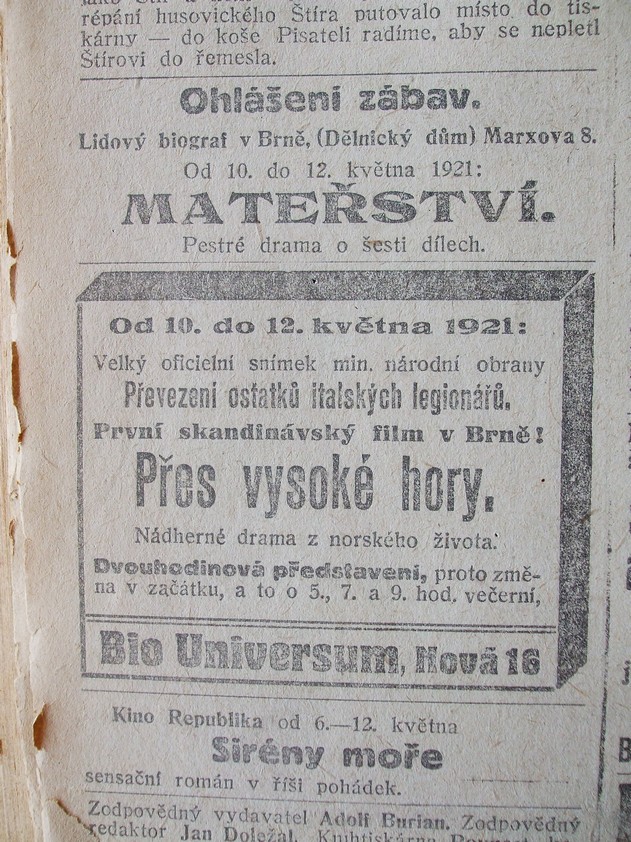 répání husovického Štíra putovalo místo do tis-
kárny — do koše Pisateli radíme, aby se nepletl
Štírovi do řemesla.
Ohlášení zábav.
Lidový biograf v Brně, (Dělnický dům) Marxova 8.
Od 10. do 12. května 1921:
MATEŘSTVÍ.
Pestré drama o šesti dílech.
Od 10. do 12. května 1921:
Velký oficielní snímek min. národní obrany
Převezení ostatků italských legionářů.
První skandinávský film v Brně!
Přes vysoké hory.
Nádherné drama z norského života.
Dvouhodinová představení, proto změ-
na v začátku, a to o 5., 7. a 9. hod. večerní,
Bio Universum, Nová 16
Kino Republika od 6.—12. května
Sirény moře
sensační román v říši pohádek.
Zodpovědný vydavatel Adolf Burian. Zodpovědný
redaktor Jan Doležal. Knihtiskárna